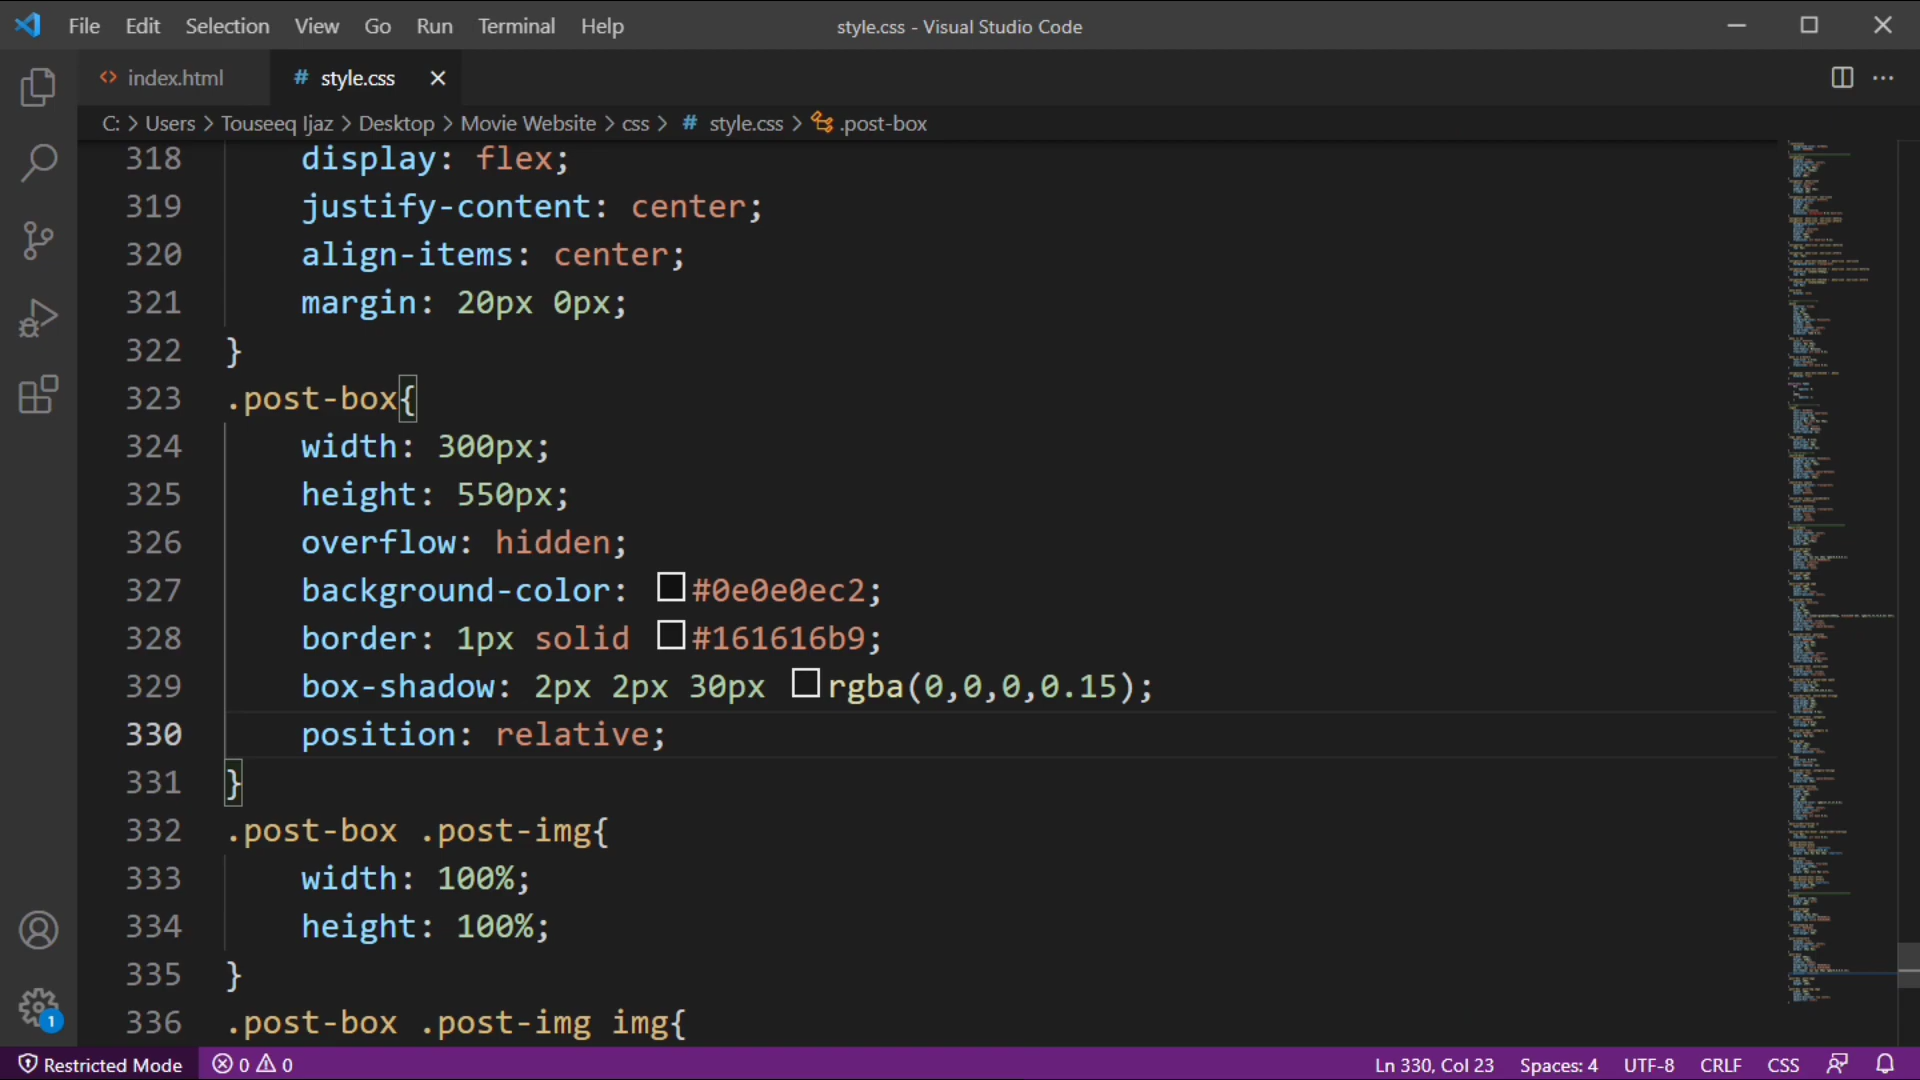 File Edit Selection View Go Run Terminal Help style.css - Visual Studio Code
index.html # style.css
C: > Users > Touseeq Ijaz > Desktop > Movie Website > css > # style.css > .post-box
318 display: flex;
319 justify-content: center;
320 align-items: center;
321 margin: 20px 0px;
322 }
323 .post-box{
324 width: 300px;
325 height: 550px;
326 overflow: hidden;
327 background-color: #0e0e0ec2;
328 border: 1px solid #161616b9;
329 box-shadow: 2px 2px 30px rgba(0,0,0,0.15);
330 position: relative;
331 }
332 .post-box .post-img{
333 width: 100%;
334 height: 100%;
335 }
336 .post-box .post-img img{
1
Restricted Mode 0 0 Ln 330, Col 23 Spaces: 4 UTF-8 CRLF CSS